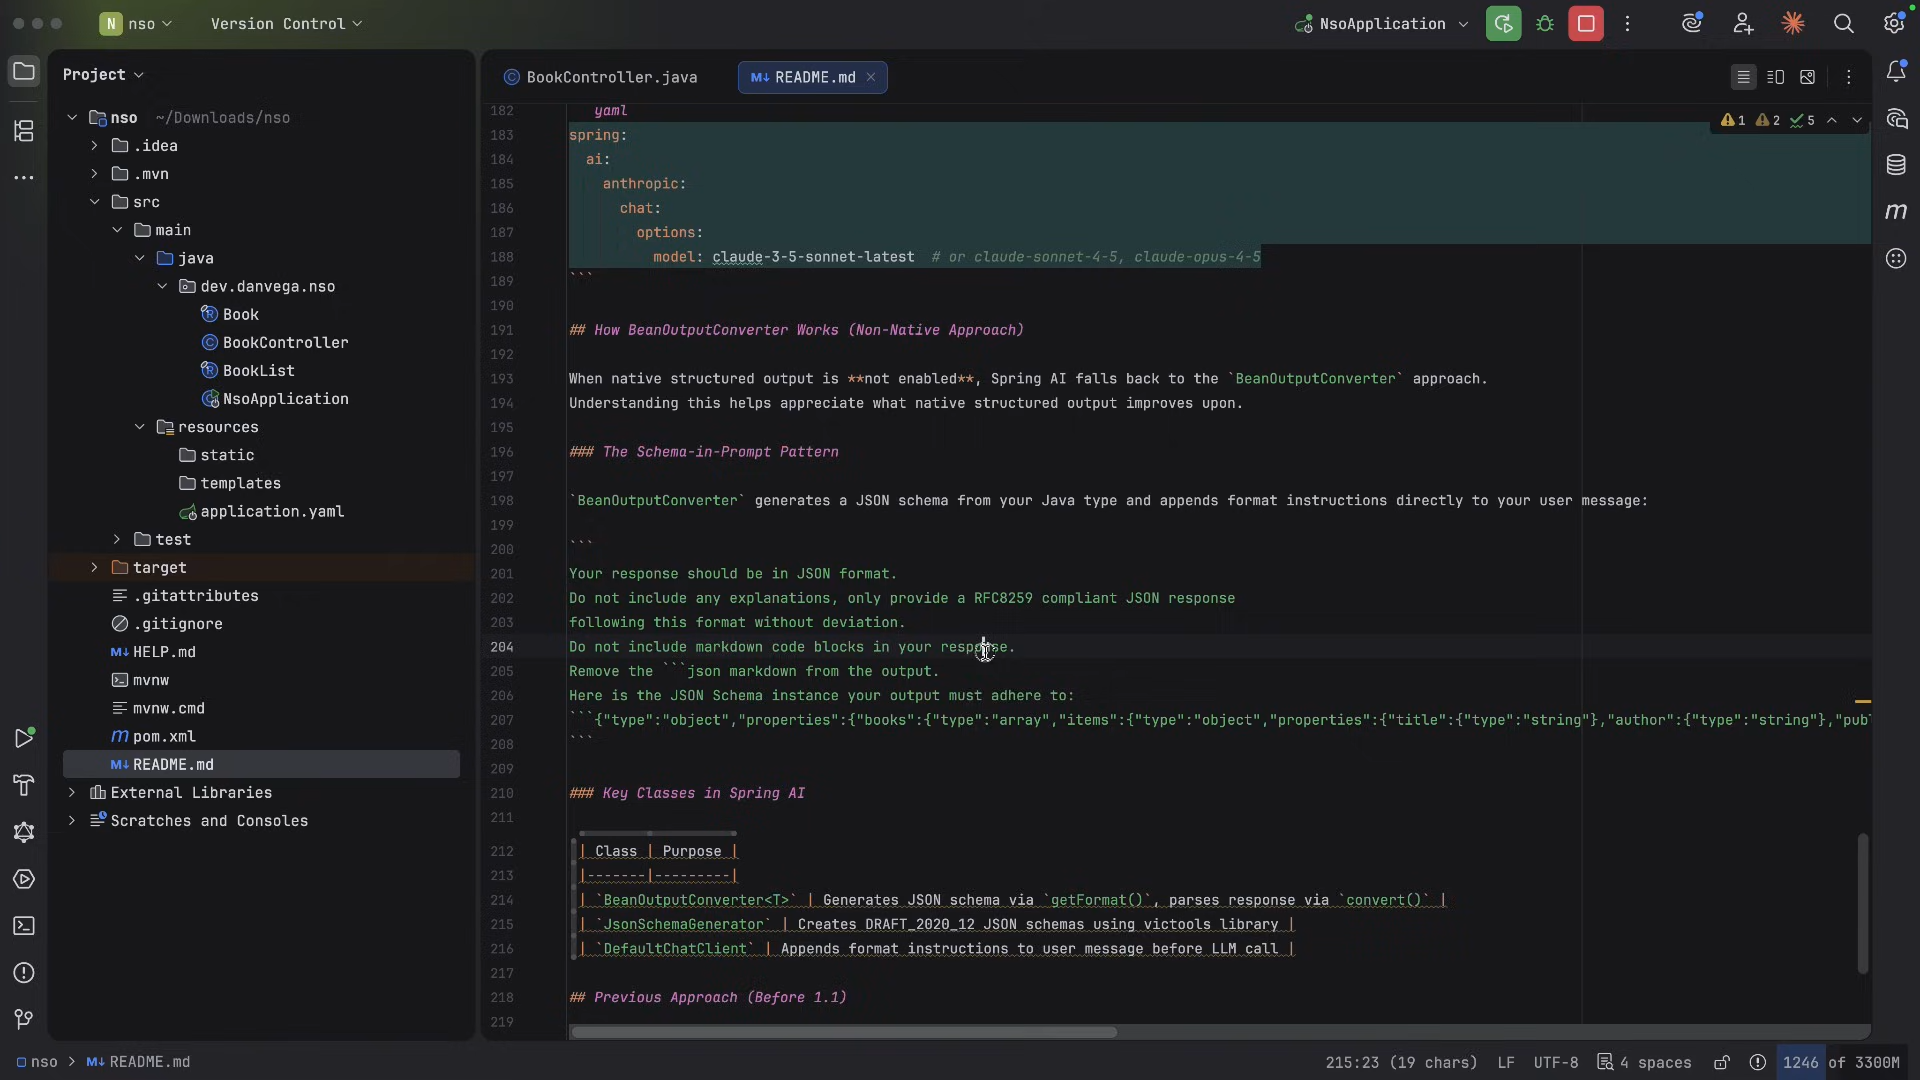 N nso
Version Control
NsoApplication
Project
BookController.java
M↓ README.md
nso ~/Downloads/nso
.idea
.mvn
src
main
java
dev.danvega.nso
Book
BookController
BookList
NsoApplication
resources
static
templates
application.yaml
test
target
.gitattributes
.gitignore
M↓ HELP.md
mvnw
mvnw.cmd
m pom.xml
M↓ README.md
External Libraries
Scratches and Consoles
1 2 5
182 yaml
183 spring:
184 ai:
185 anthropic:
186 chat:
187 options:
188 model: claude-3-5-sonnet-latest # or claude-sonnet-4-5, claude-opus-4-5
189 ```
190
191 ## How BeanOutputConverter Works (Non-Native Approach)
192
193 When native structured output is **not enabled**, Spring AI falls back to the `BeanOutputConverter` approach.
194 Understanding this helps appreciate what native structured output improves upon.
195
196 ### The Schema-in-Prompt Pattern
197
198 `BeanOutputConverter` generates a JSON schema from your Java type and appends format instructions directly to your user message:
199
200 ```
201 Your response should be in JSON format.
202 Do not include any explanations, only provide a RFC8259 compliant JSON response
203 following this format without deviation.
204 Do not include markdown code blocks in your response.
205 Remove the ```json markdown from the output.
206 Here is the JSON Schema instance your output must adhere to:
207 ```{"type":"object","properties":{"books":{"type":"array","items":{"type":"object","properties":{"title":{"type":"string"},"author":{"type":"string"},"publ
208 ```
209
210 ### Key Classes in Spring AI
211
212 | Class | Purpose |
213 |-------|---------|
214 | `BeanOutputConverter<T>` | Generates JSON schema via `getFormat()`, parses response via `convert()` |
215 | `JsonSchemaGenerator` | Creates DRAFT_2020_12 JSON schemas using victools library |
216 | `DefaultChatClient` | Appends format instructions to user message before LLM call |
217
218 ## Previous Approach (Before 1.1)
219
m
nso > M↓ README.md
215:23 (19 chars) LF UTF-8 4 spaces 1246 of 3300M